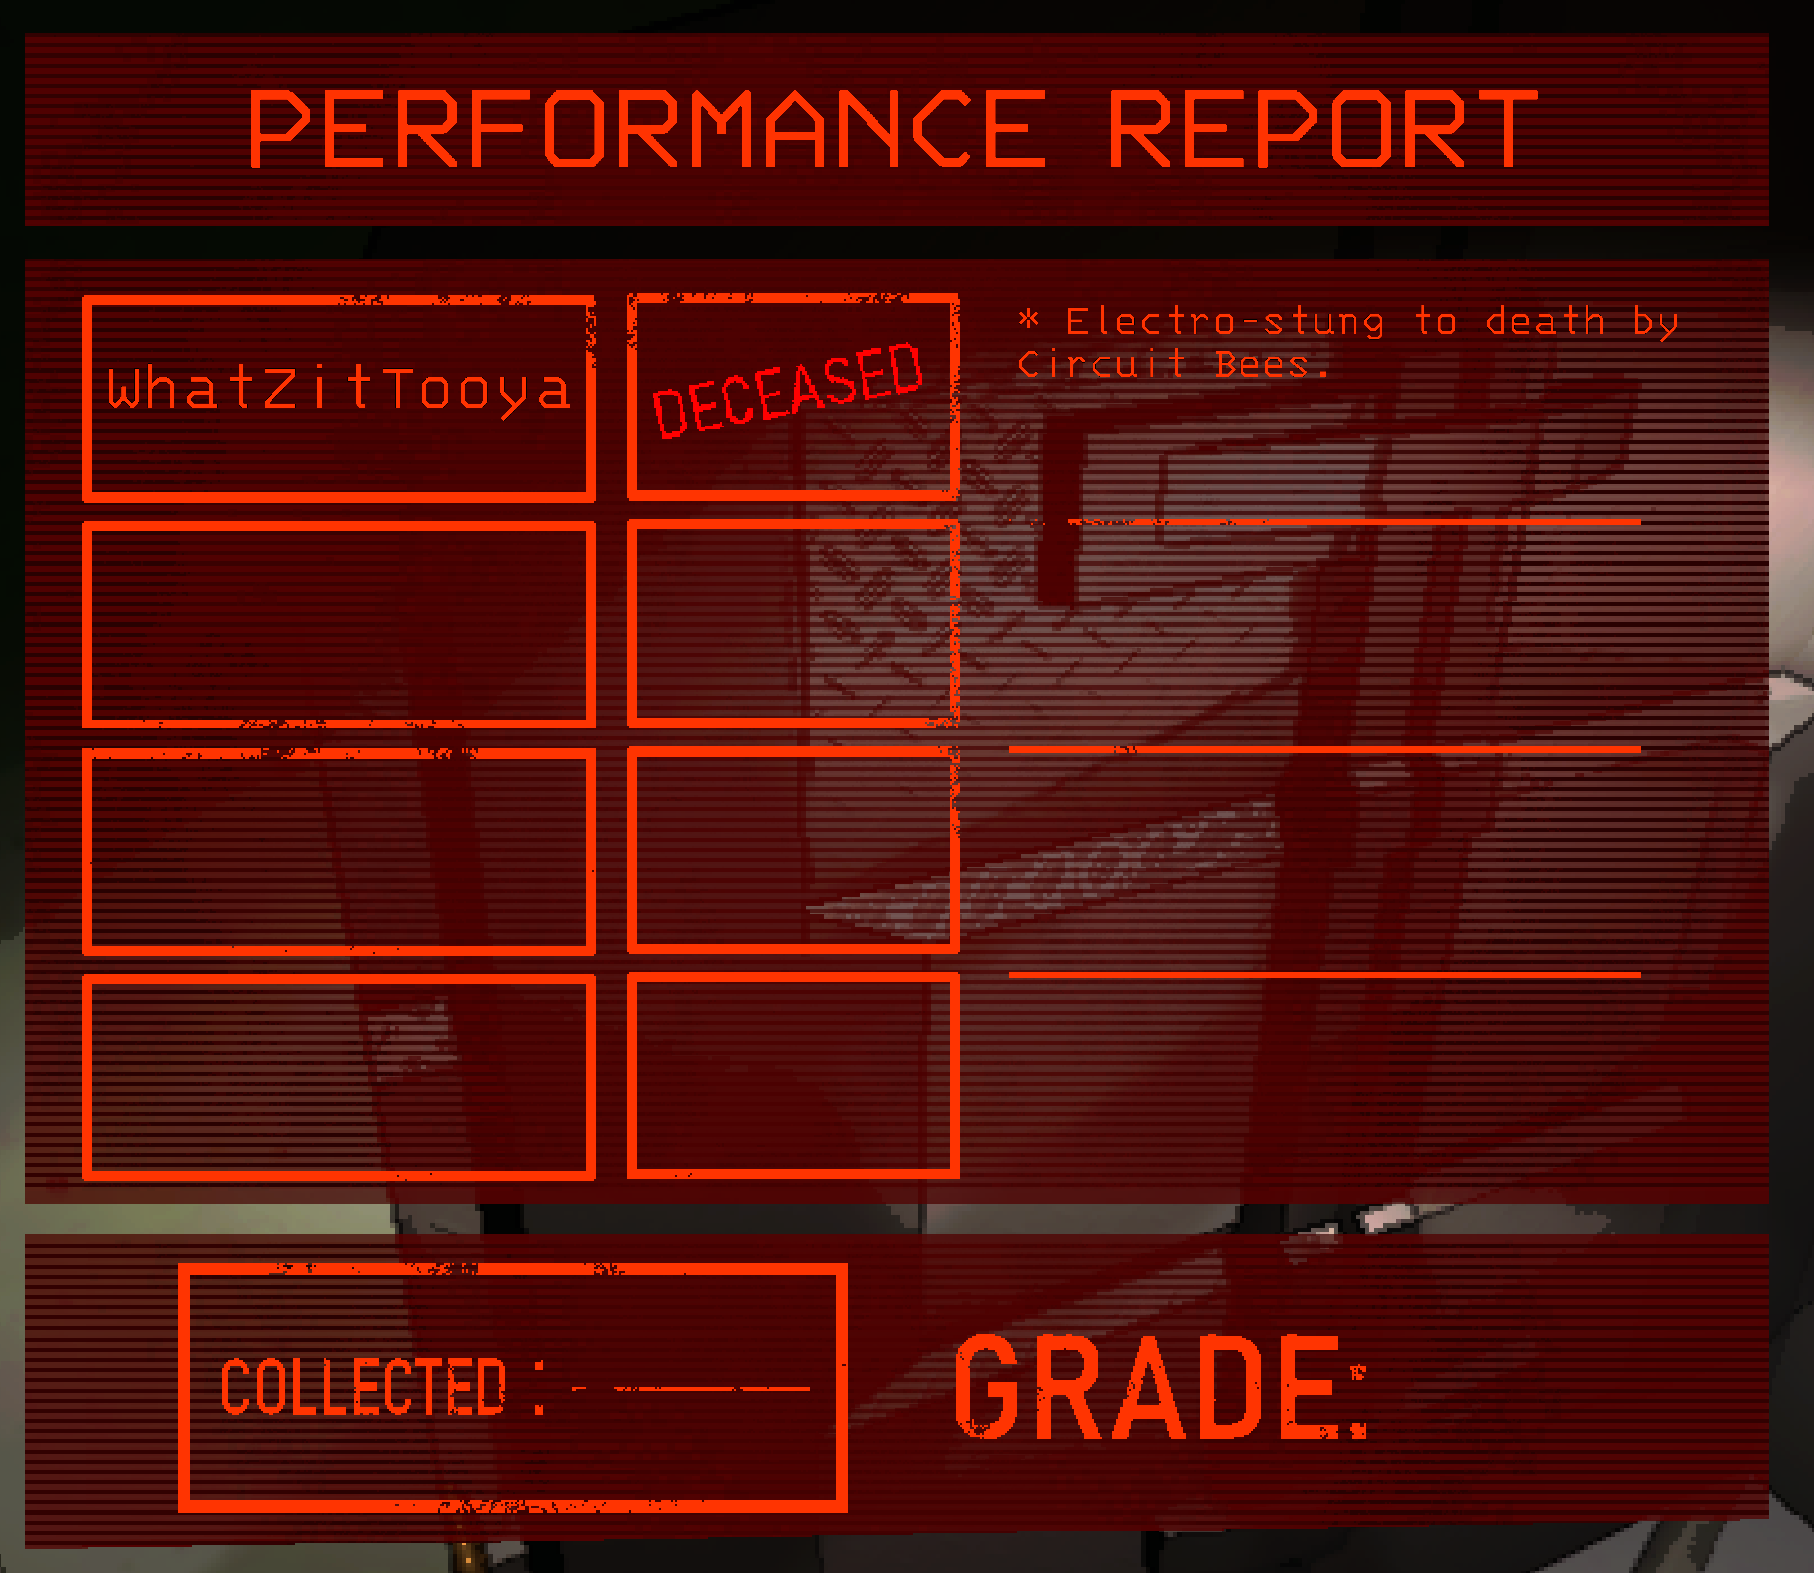 PERFORMANCE REPORT
WhatZitTooya
DECEASED
* Electro-stung to death by
Circuit Bees.
COLLECTED :
GRADE: